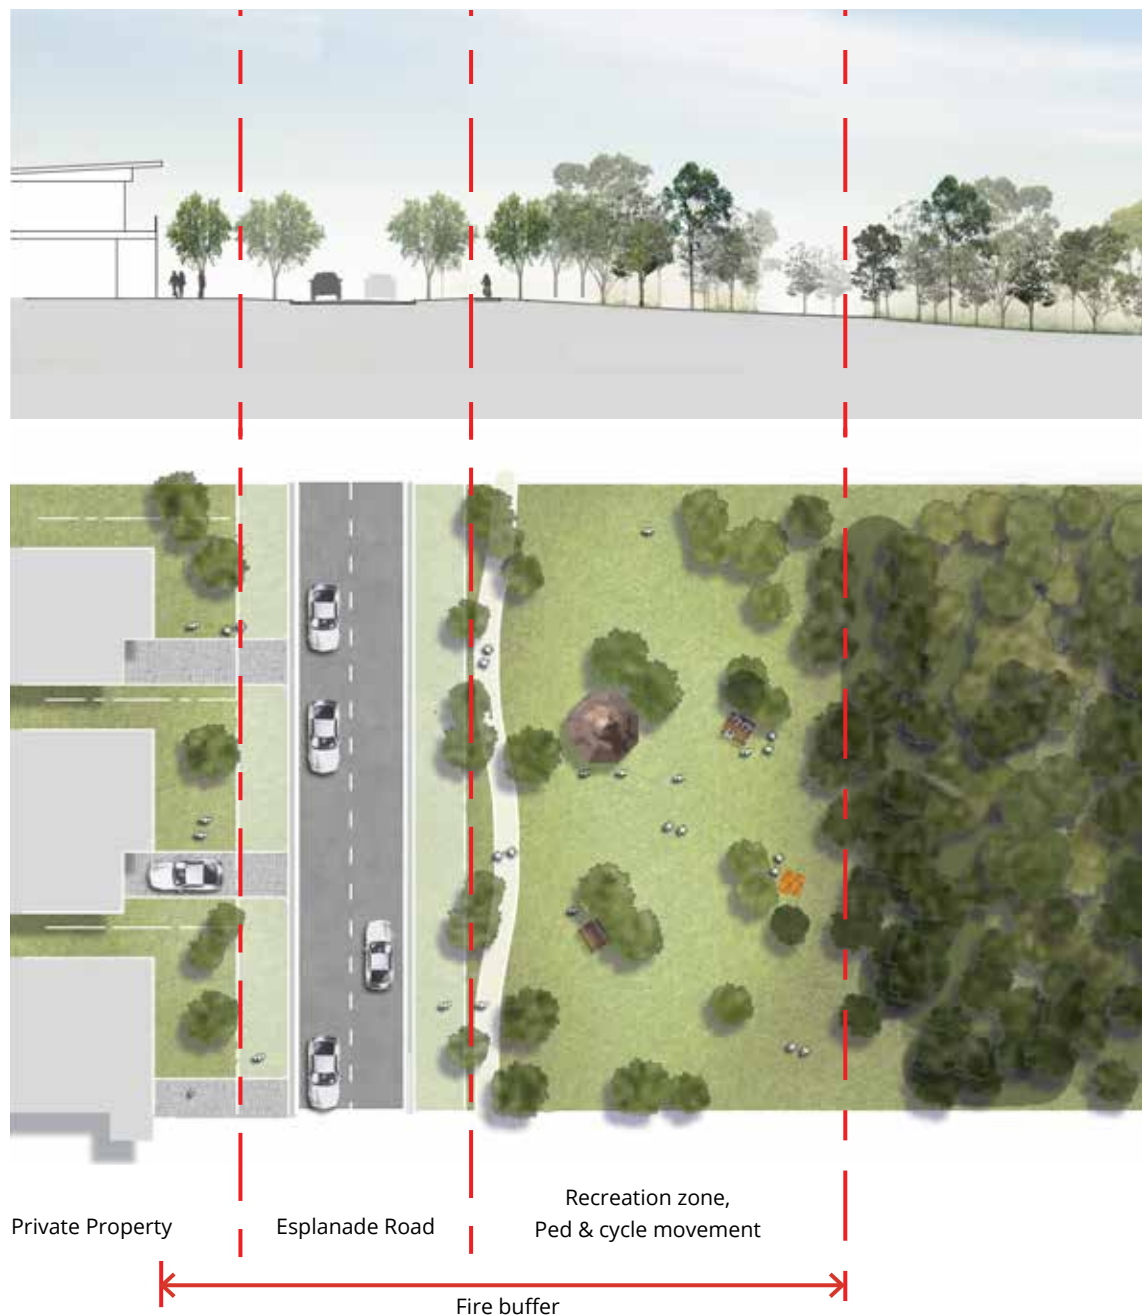 Private Property
Esplanade Road
Recreation zone,
Ped & cycle movement
Fire buffer